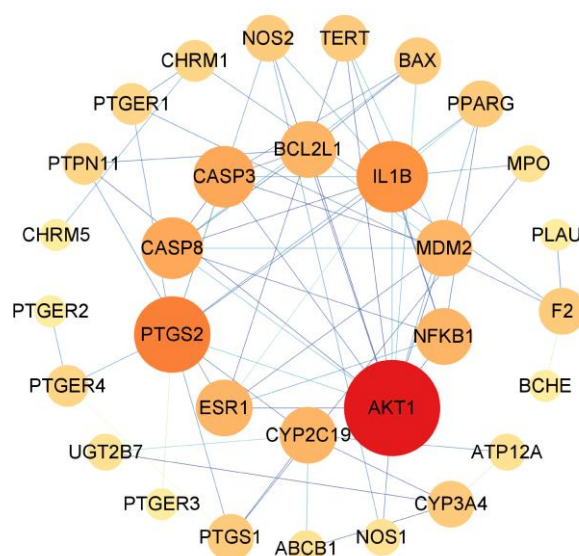 NOS2
TERT
CHRM1
BAX
PTGER1
PPARG
BCL2L1
PTPN11
CASP3
IL1B
MPO
CHRM5
CASP8
MDM2
PLAU
PTGER2
F2
PTGS2
NFKB1
PTGER4
BCHE
ESR1
AKT1
CYP2C19
UGT2B7
ATP12A
PTGER3
CYP3A4
PTGS1
NOS1
ABCB1